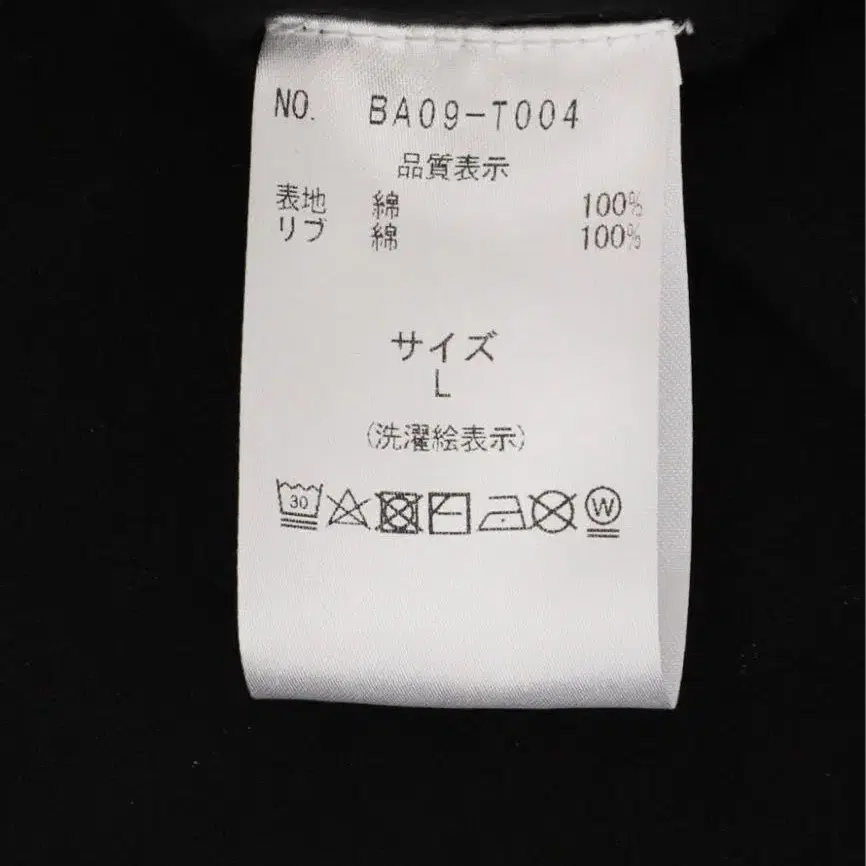 NO. BA09-T004
品質表示
表地 綿 100%
リブ 綿 100%
サイズ
L
(洗濯絵表示)
30 W